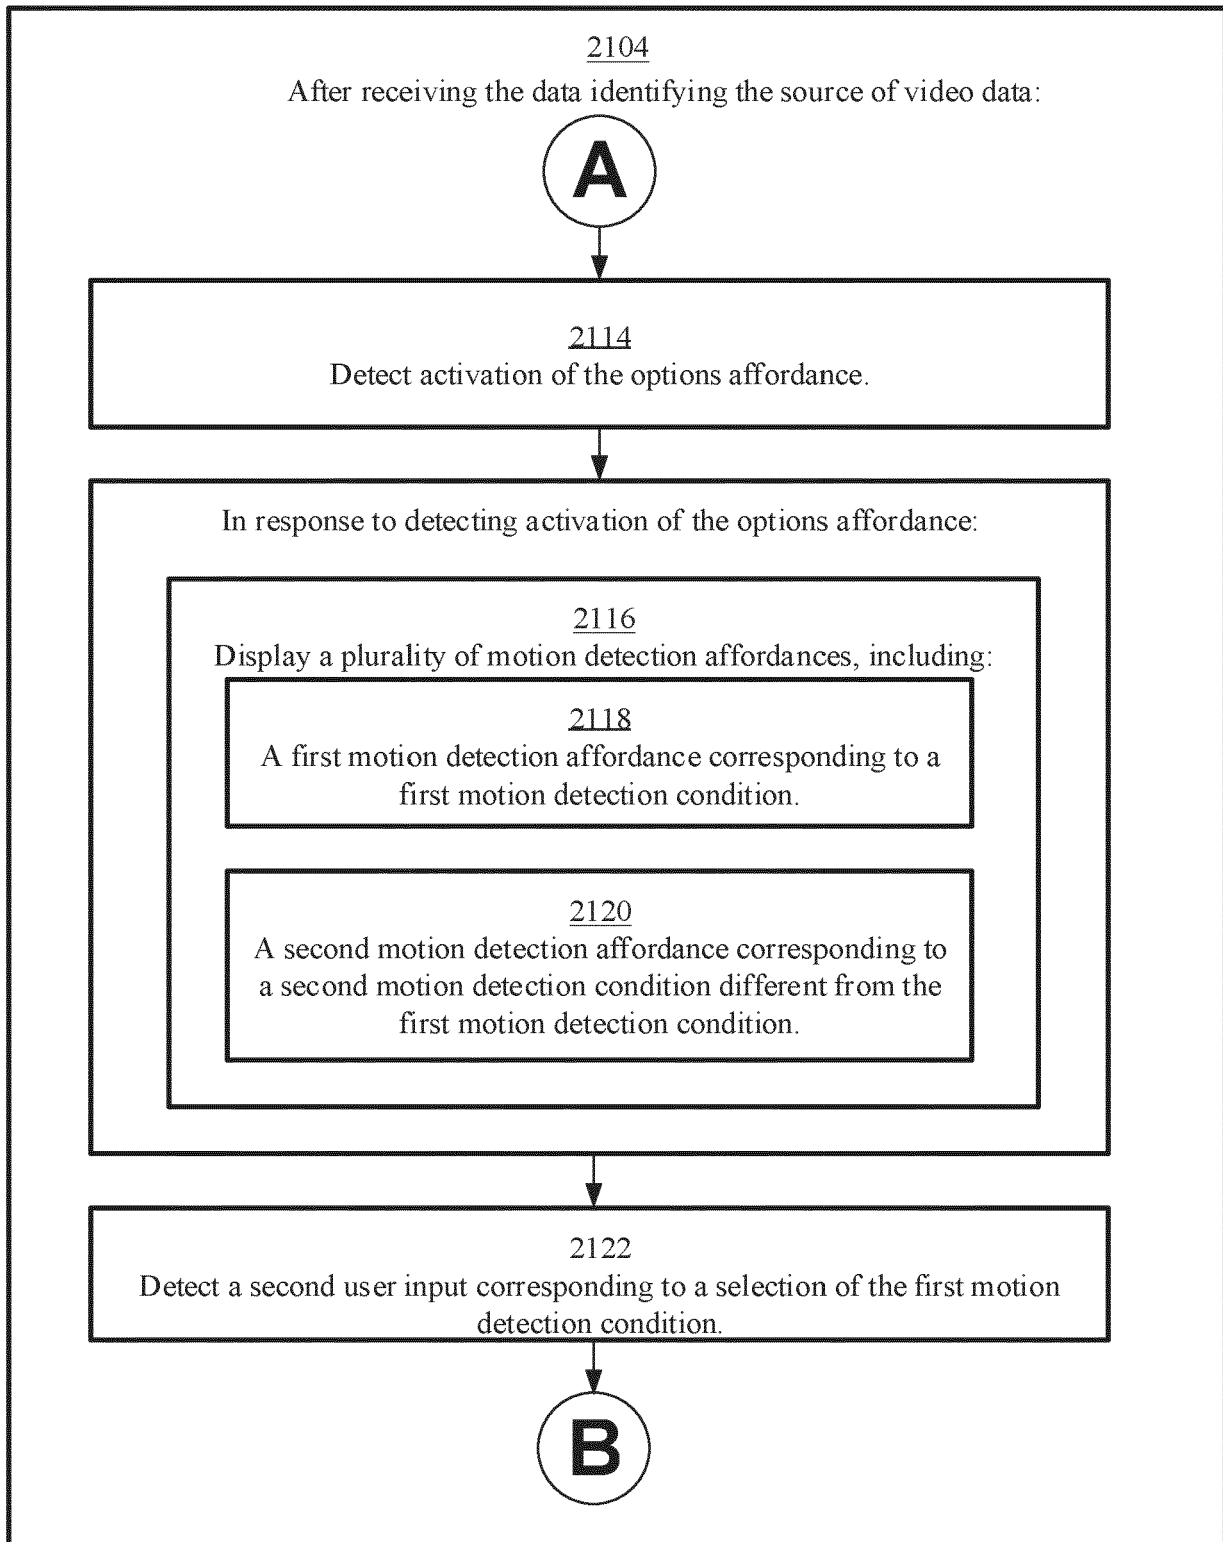 2104
After receiving the data identifying the source of video data:
A
2114
Detect activation of the options affordance.
In response to detecting activation of the options affordance:
2116
Display a plurality of motion detection affordances, including:
2118
A first motion detection affordance corresponding to a
first motion detection condition.
2120
A second motion detection affordance corresponding to
a second motion detection condition different from the
first motion detection condition.
2122
Detect a second user input corresponding to a selection of the first motion
detection condition.
B